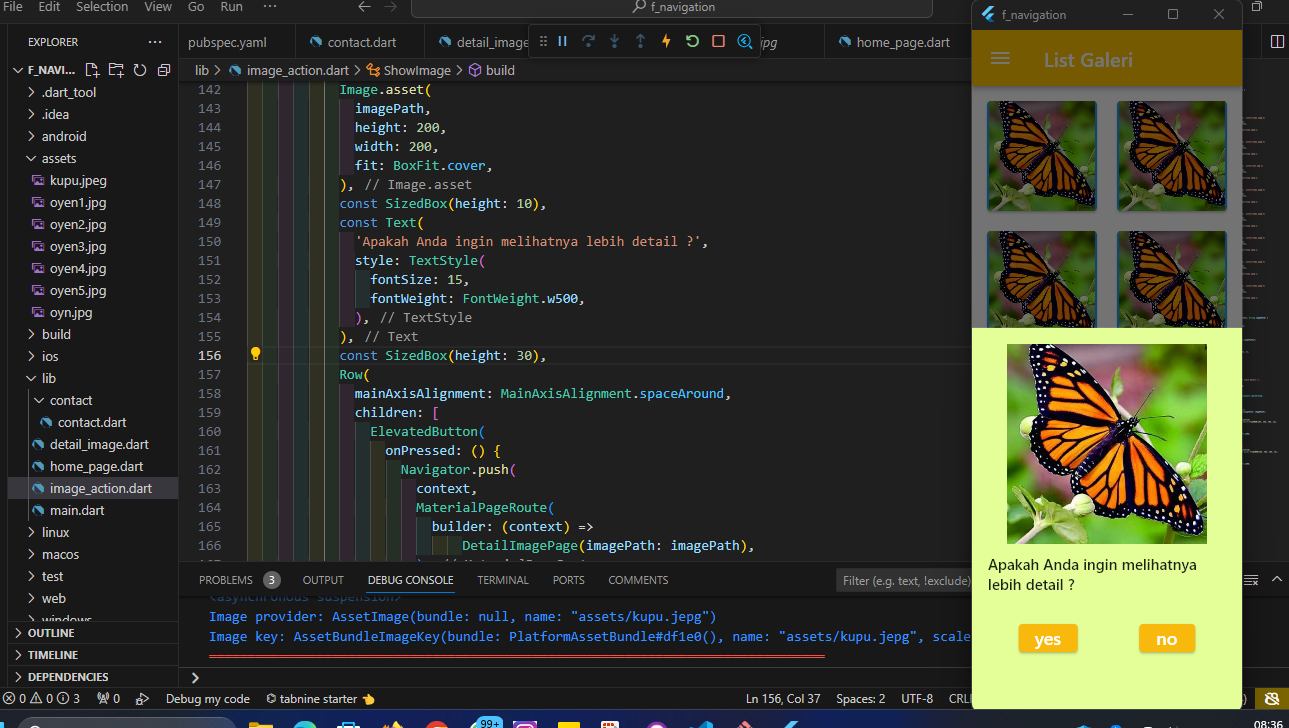 File Edit Selection View Go Run ··· f_navigation
f_navigation
EXPLORER
pubspec.yaml contact.dart detail_image jpg home_page.dart
F_NAVI...
lib > image_action.dart > ShowImage > build
List Galeri
.dart_tool
.idea
android
assets
kupu.jpeg
oyen1.jpg
oyen2.jpg
oyen3.jpg
oyen4.jpg
oyen5.jpg
oyn.jpg
build
ios
lib
contact
contact.dart
detail_image.dart
home_page.dart
image_action.dart
main.dart
linux
macos
test
web
windows
OUTLINE
TIMELINE
DEPENDENCIES
142 Image.asset(
143 imagePath,
144 height: 200,
145 width: 200,
146 fit: BoxFit.cover,
147 ), // Image.asset
148 const SizedBox(height: 10),
149 const Text(
150 'Apakah Anda ingin melihatnya lebih detail ?',
151 style: TextStyle(
152 fontSize: 15,
153 fontWeight: FontWeight.w500,
154 ), // TextStyle
155 ), // Text
156 const SizedBox(height: 30),
157 Row(
158 mainAxisAlignment: MainAxisAlignment.spaceAround,
159 children: [
160 ElevatedButton(
161 onPressed: () {
162 Navigator.push(
163 context,
164 MaterialPageRoute(
165 builder: (context) =>
166 DetailImagePage(imagePath: imagePath),
PROBLEMS 3 OUTPUT DEBUG CONSOLE TERMINAL PORTS COMMENTS Filter (e.g. text, !exclude)
<asynchronous suspension>
Image provider: AssetImage(bundle: null, name: "assets/kupu.jepg")
Image key: AssetBundleImageKey(bundle: PlatformAssetBundle#df1e0(), name: "assets/kupu.jepg", scale
Apakah Anda ingin melihatnya
lebih detail ?
yes no
0 0 3 0 Debug my code tabnine starter Ln 156, Col 37 Spaces: 2 UTF-8 CRL
99+
08:36